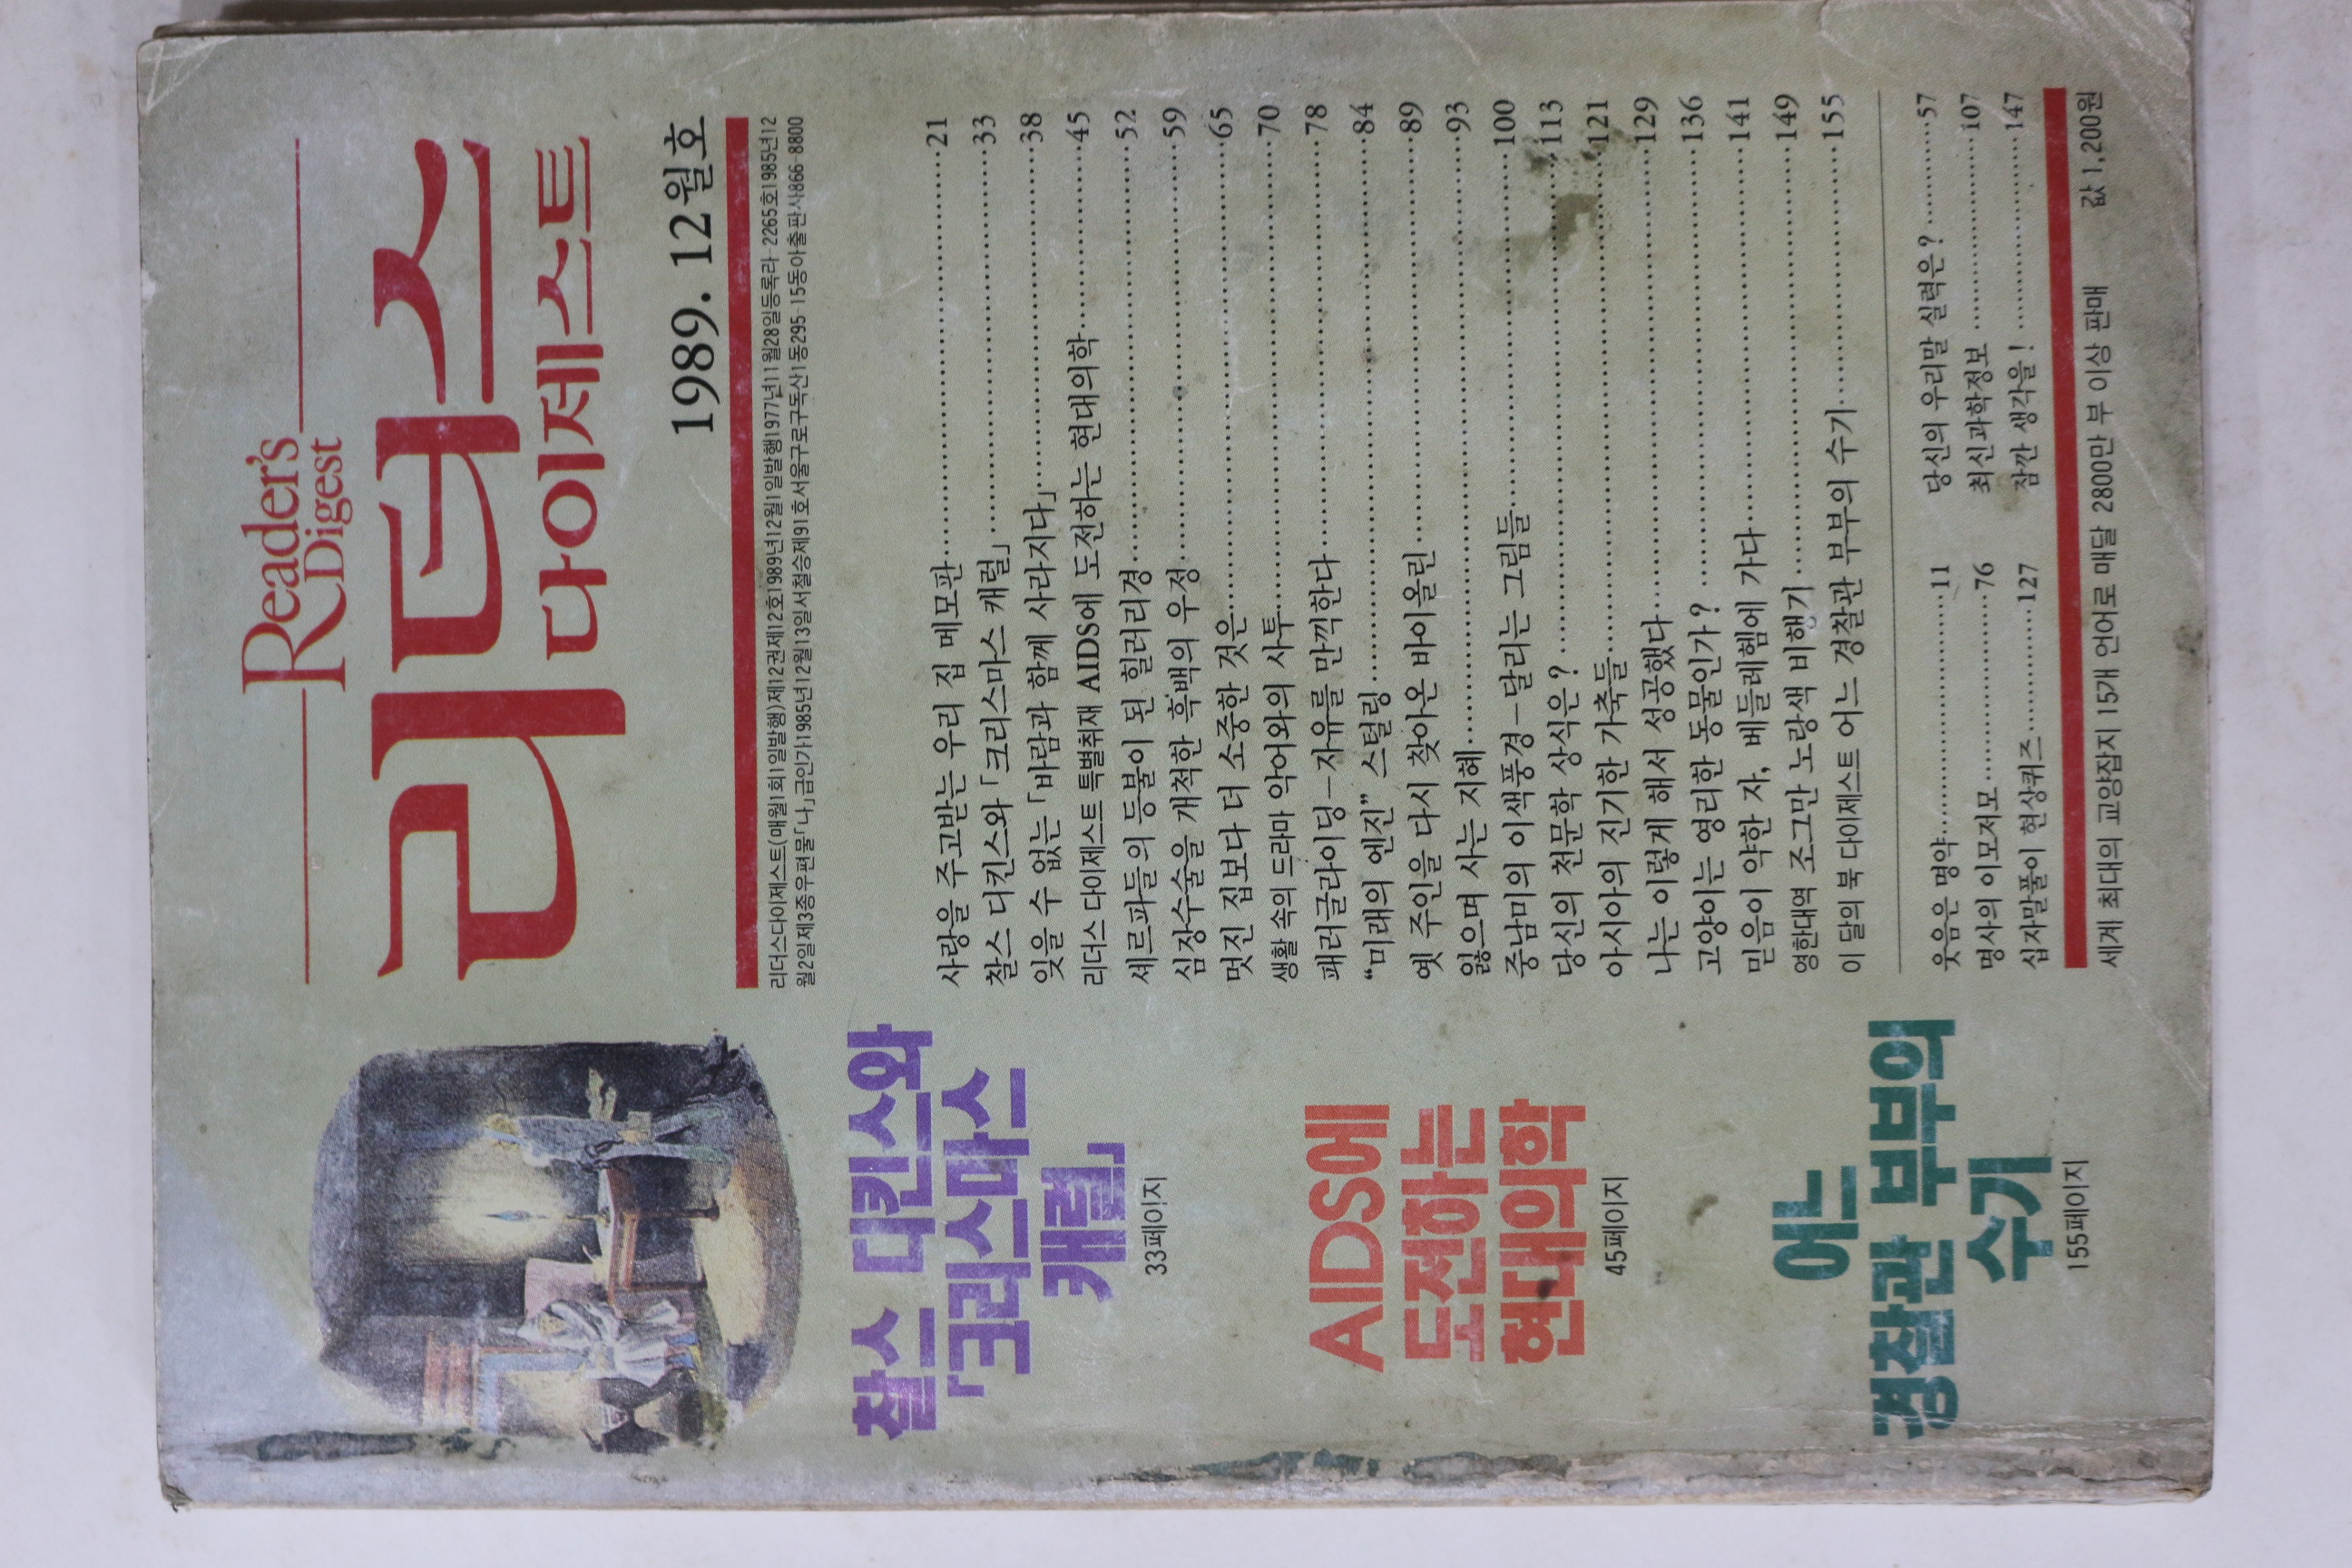 Reader's
Digest
리더스
다이제스트
1989. 12월호
리더스다이제스트(매월1회1일발행)제12권제12호1989년12월1일발행1977년11월28일등록라-2265호1985년12
월2일제3종우편물「나」급인가1985년12월13일서철승제91호서울구로구독산1동295-15동아출판사866-8800
찰스 디킨스와
「크리스마스
캐럴」
33페이지
AIDS에
도전하는
현대의학
45페이지
어느
경찰관 부부의
수기
155페이지
사랑을 주고받는 우리 집 메모판 21
찰스 디킨스와 「크리스마스 캐럴」 33
잊을 수 없는 「바람과 함께 사라지다」 38
리더스 다이제스트 특별취재 AIDS에 도전하는 현대의학 45
셰르파들의 등불이 된 힐러리경 52
심장수술을 개척한 흑백의 우정 59
멋진 집보다 더 소중한 것은 65
생활 속의 드라마 악어와의 사투 70
패러글라이딩–자유를 만끽한다 78
“미래의 엔진” 스털링 84
옛 주인을 다시 찾아온 바이올린 89
잃으며 사는 지혜 93
중남미의 이색풍경–달리는 그림들 100
당신의 천문학 상식은? 113
아시아의 진기한 가축들 121
나는 이렇게 해서 성공했다 129
고양이는 영리한 동물인가? 136
믿음이 약한 자, 베들레헴에 가다 141
영한대역 조그만 노랑색 비행기 149
이 달의 북 다이제스트 어느 경찰관 부부의 수기 155
웃음은 명약 11 당신의 우리말 실력은? 57
명사의 이모저모 76 최신과학정보 107
십자말풀이 현상퀴즈 127 잠깐 생각을! 147
세계 최대의 교양잡지 15개 언어로 매달 2800만 부 이상 판매 값 1,200원